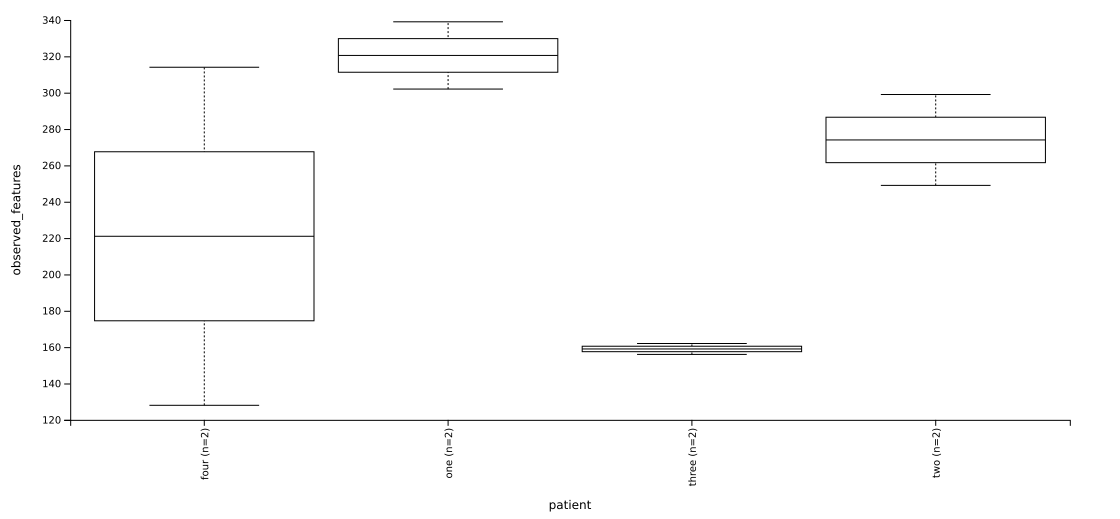 340
320
300
280
260
240
220
200
180
160
140
120
observed_features
four (n=2)
one (n=2)
three (n=2)
two (n=2)
patient